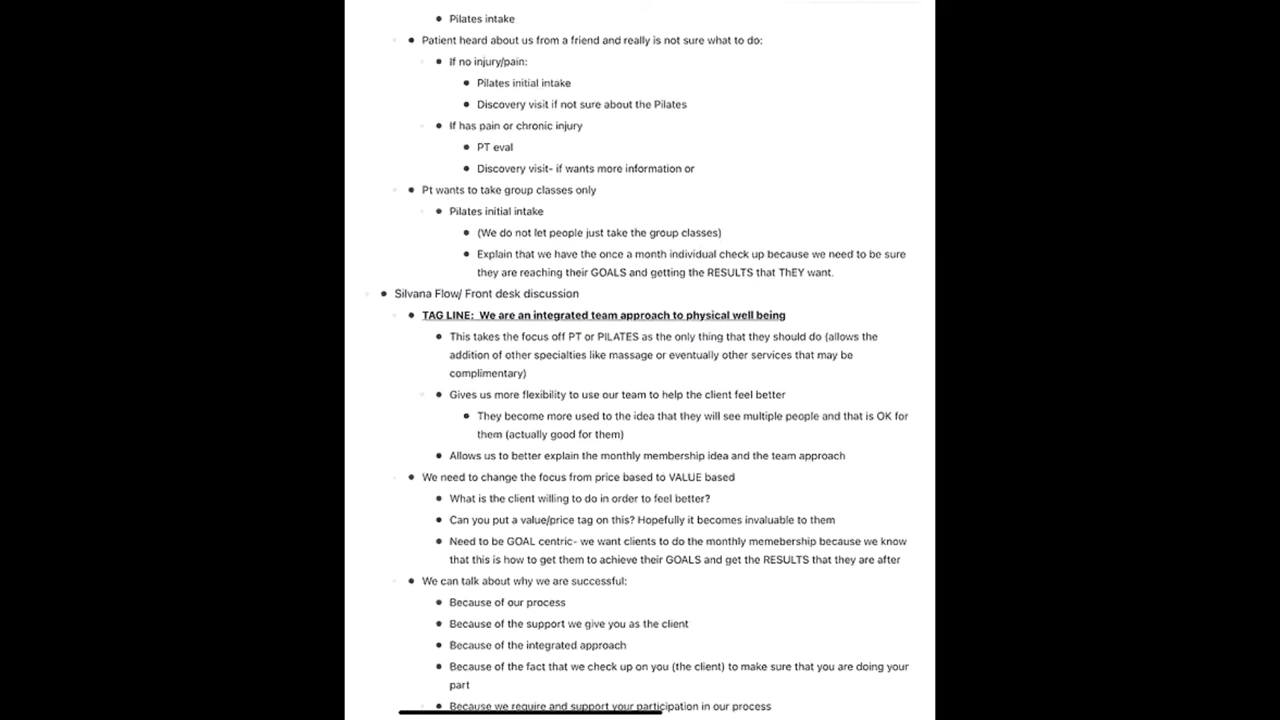 Pilates intake
Patient heard about us from a friend and really is not sure what to do:
If no injury/pain:
Pilates initial intake
Discovery visit if not sure about the Pilates
If has pain or chronic injury
PT eval
Discovery visit- if wants more information or
Pt wants to take group classes only
Pilates initial intake
(We do not let people just take the group classes)
Explain that we have the once a month individual check up because we need to be sure
they are reaching their GOALS and getting the RESULTS that ThEY want.
Silvana Flow/ Front desk discussion
TAG LINE:  We are an integrated team approach to physical well being
This takes the focus off PT or PILATES as the only thing that they should do (allows the
addition of other specialties like massage or eventually other services that may be
complimentary)
Gives us more flexibility to use our team to help the client feel better
They become more used to the idea that they will see multiple people and that is OK for
them (actually good for them)
Allows us to better explain the monthly membership idea and the team approach
We need to change the focus from price based to VALUE based
What is the client willing to do in order to feel better?
Can you put a value/price tag on this? Hopefully it becomes invaluable to them
Need to be GOAL centric- we want clients to do the monthly memebership because we know
that this is how to get them to achieve their GOALS and get the RESULTS that they are after
We can talk about why we are successful:
Because of our process
Because of the support we give you as the client
Because of the integrated approach
Because of the fact that we check up on you (the client) to make sure that you are doing your
part
Because we require and support your participation in our process